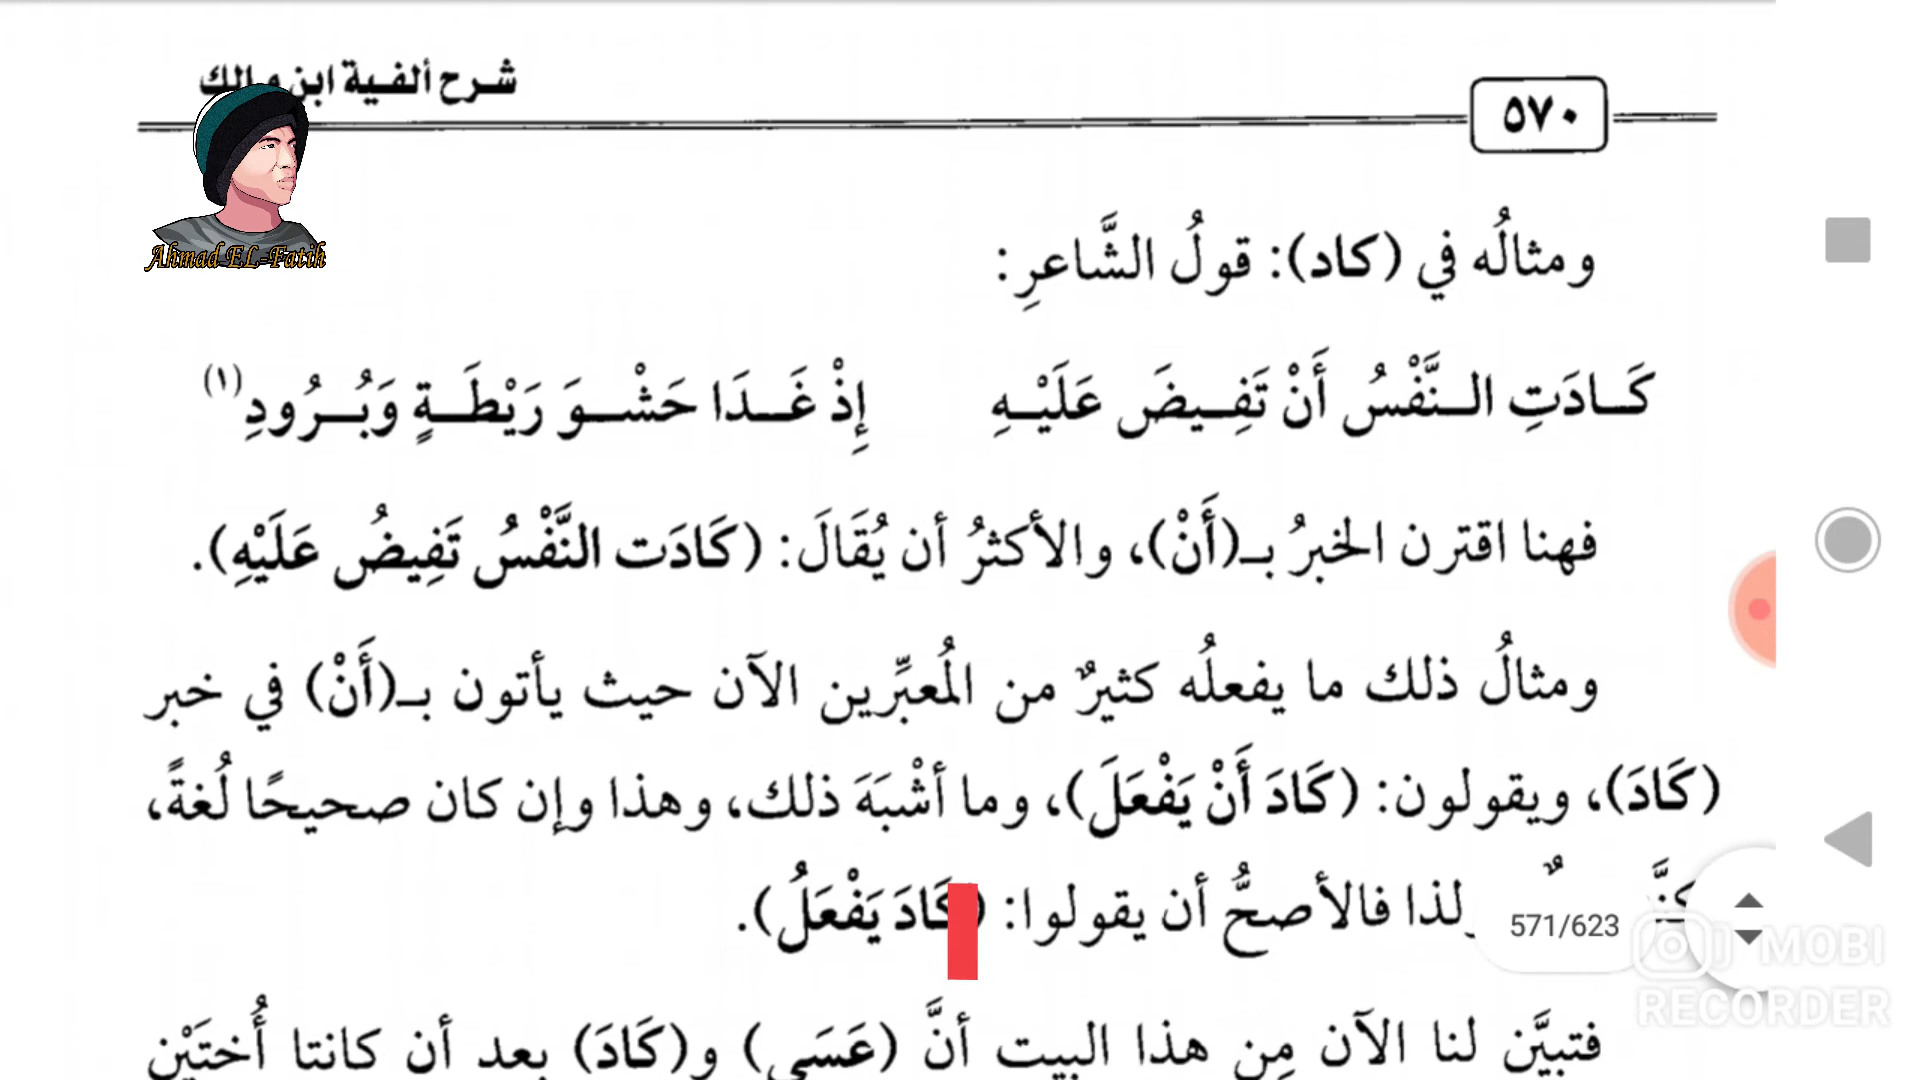 شرح ألفية ابن مالك
٥٧٠
Ahmad EL-Fatih
ومثالُه في (كاد): قولُ الشَّاعرِ:
كَادَتِ النَّفْسُ أَنْ تَفِيضَ عَلَيْهِ إِذْ غَدَا حَشْوَ رَيْطَةٍ وَبُرُودِ(١)
فهنا اقترن الخبرُ بـ(أَنْ)، والأكثرُ أن يُقَالَ: (كَادَت النَّفْسُ تَفِيضُ عَلَيْهِ).
ومثالُ ذلك ما يفعلُه كثيرٌ من المُعبِّرين الآن حيث يأتون بـ(أَنْ) في خبر
(كَادَ)، ويقولون: (كَادَ أَنْ يَفْعَلَ)، وما أشْبَهَ ذلك، وهذا وإن كان صحيحًا لُغةً،
لذا فالأصحُّ أن يقولوا: (كَادَ يَفْعَلُ).
571/623
MOBI
RECORDER
فتبيَّن لنا الآن مِن هذا البيت أنَّ (عَسَى) و(كَادَ) بعد أن كانتا أُختَيْن